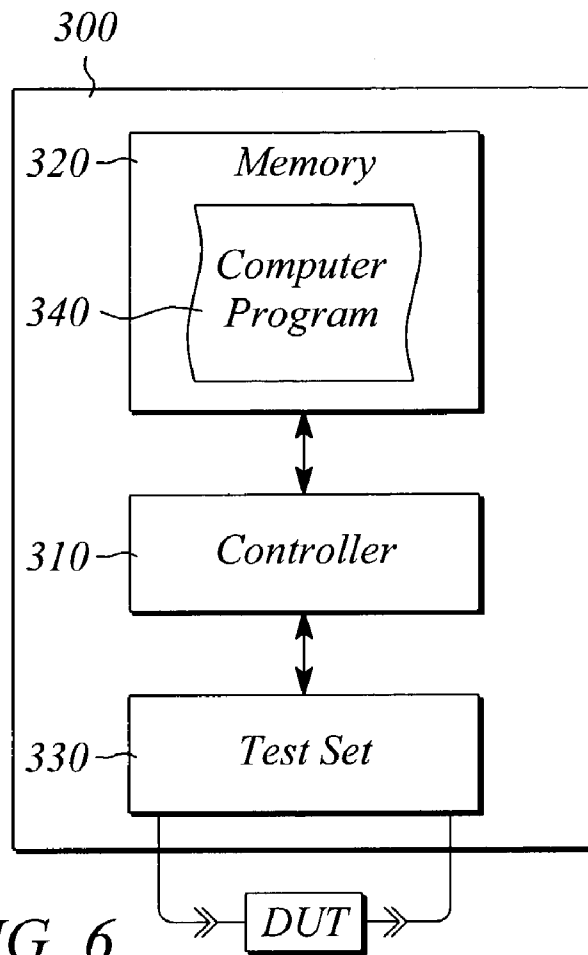 300
320
Memory
Computer
340
Program
310
Controller
330
Test Set
DUT
IG. 6